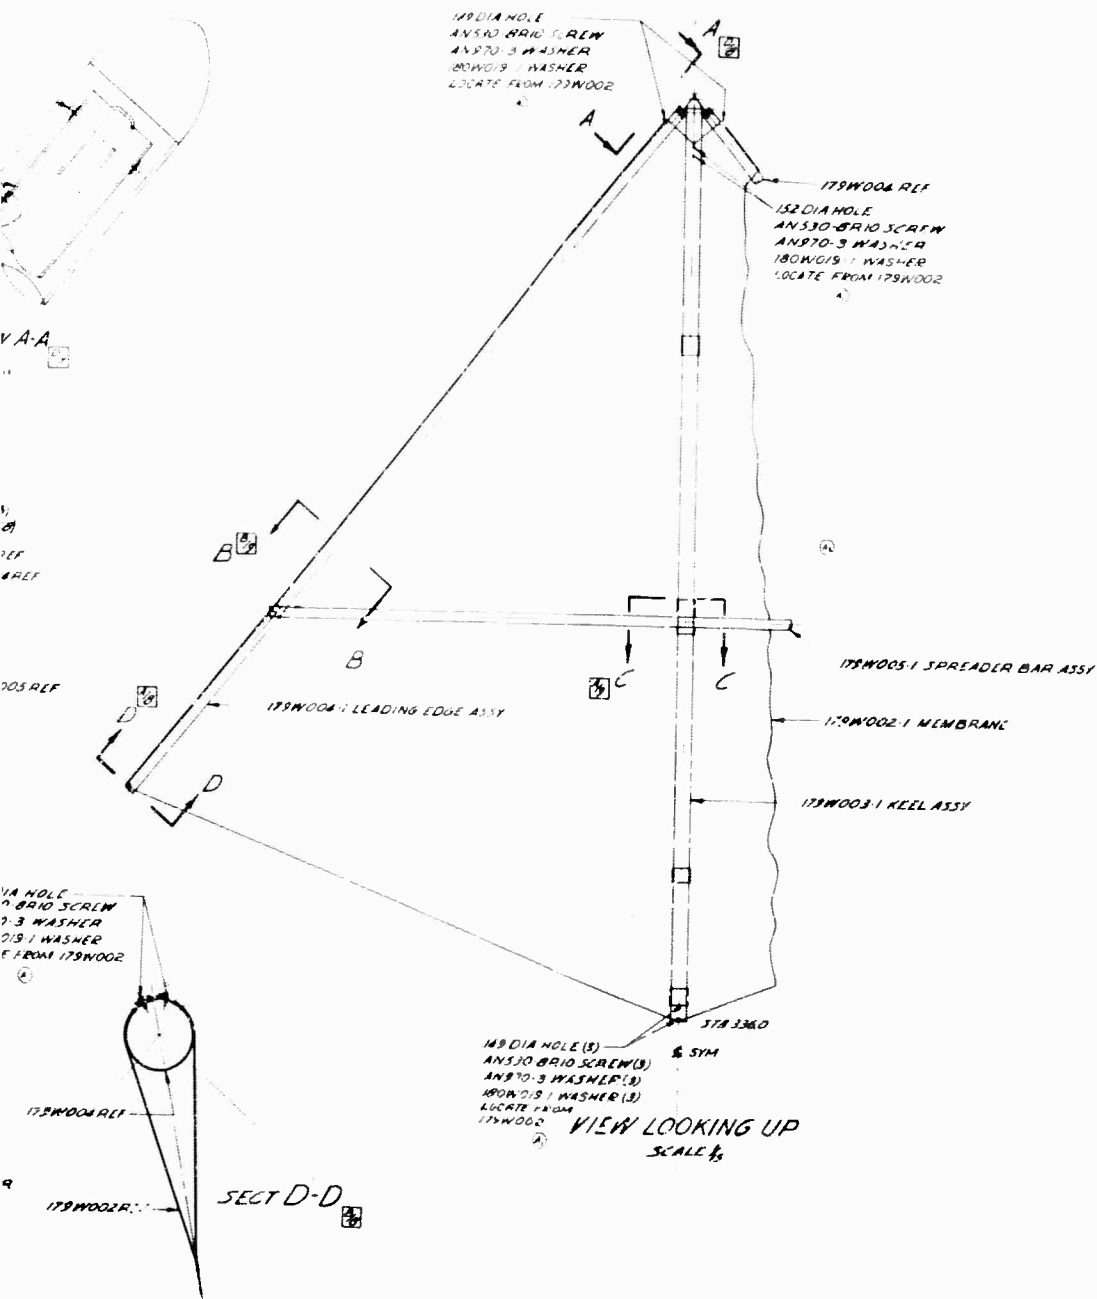 149 DIA HOLE
AN530-8R10 SCREW
AN970-3 WASHER
180W019-1 WASHER
LOCATE FROM 179W002
A
A
A
179W004 REF
152 DIA HOLE
AN530-8R10 SCREW
AN970-3 WASHER
180W019-1 WASHER
LOCATE FROM 179W002
A
A-A
REF
REF
B
B
C
C
179W005-1 SPREADER BAR ASSY
005 REF
179W004-1 LEADING EDGE ASSY
D
D
179W002-1 MEMBRANE
179W003-1 KEEL ASSY
IA HOLE
0-8R10 SCREW
0-3 WASHER
019-1 WASHER
E FROM 179W002
A
STA 336.0
149 DIA HOLE (3)
AN530-8R10 SCREW (3)
AN970-3 WASHER (3)
180W019-1 WASHER (3)
LOCATE FROM
179W002
A
SYM
VIEW LOOKING UP
SCALE
179W004 REF
179W002
SECT D-D